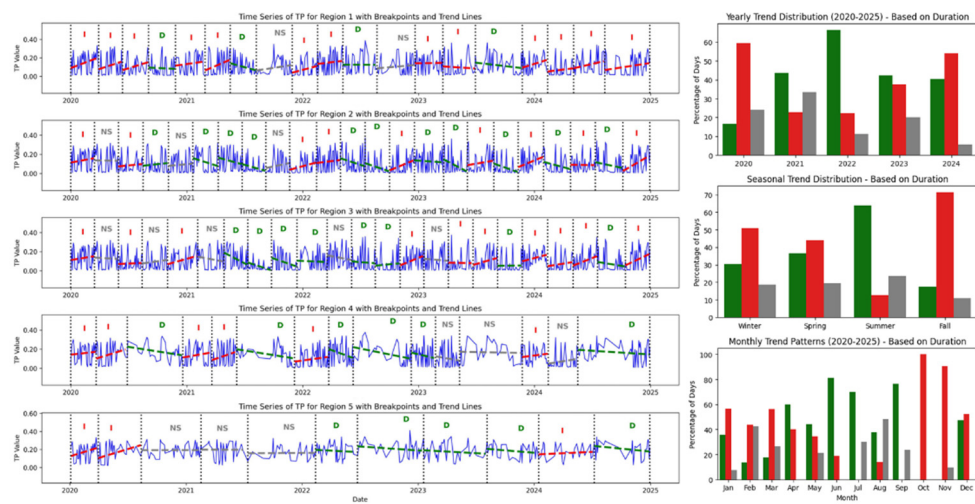 Time Series of TP for Region 1 with Breakpoints and Trend Lines
I I I D I I D NS I I D NS I I D I I I I
TP Value
0.40
0.20
0.00
2020 2021 2022 2023 2024 2025
Time Series of TP for Region 2 with Breakpoints and Trend Lines
TP Value
0.40
0.20
0.00
2020 2021 2022 2023 2024 2025
Time Series of TP for Region 3 with Breakpoints and Trend Lines
TP Value
0.40
0.20
0.00
2020 2021 2022 2023 2024 2025
Time Series of TP for Region 4 with Breakpoints and Trend Lines
I I D I I D I D D D NS NS I NS D
TP Value
0.40
0.20
0.00
2020 2021 2022 2023 2024 2025
Time Series of TP for Region 5 with Breakpoints and Trend Lines
I I NS NS NS D D D D I D
TP Value
0.60
0.40
0.20
0.00
2020 2021 2022 2023 2024 2025
Date
Yearly Trend Distribution (2020-2025) - Based on Duration
Percentage of Days
60
50
40
30
20
10
0
2020 2021 2022 2023 2024
Seasonal Trend Distribution - Based on Duration
Percentage of Days
70
60
50
40
30
20
10
0
Winter Spring Summer Fall
Monthly Trend Patterns (2020-2025) - Based on Duration
Percentage of Days
100
80
60
40
20
0
Jan Feb Mar Apr May Jun Jul Aug Sep Oct Nov Dec
Month